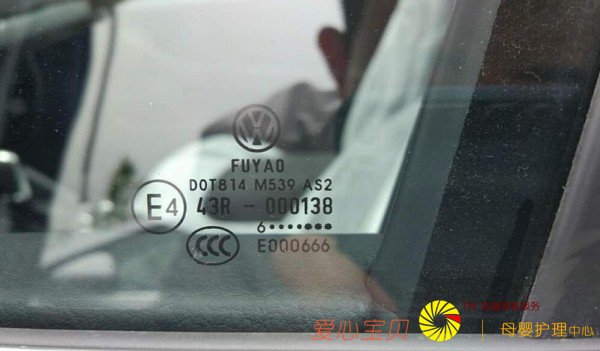 FUYAO
DOT814 M539 AS2
E4
43R - 000138
6•••••••
CCC
E000666
爱心宝贝
母婴护理中心